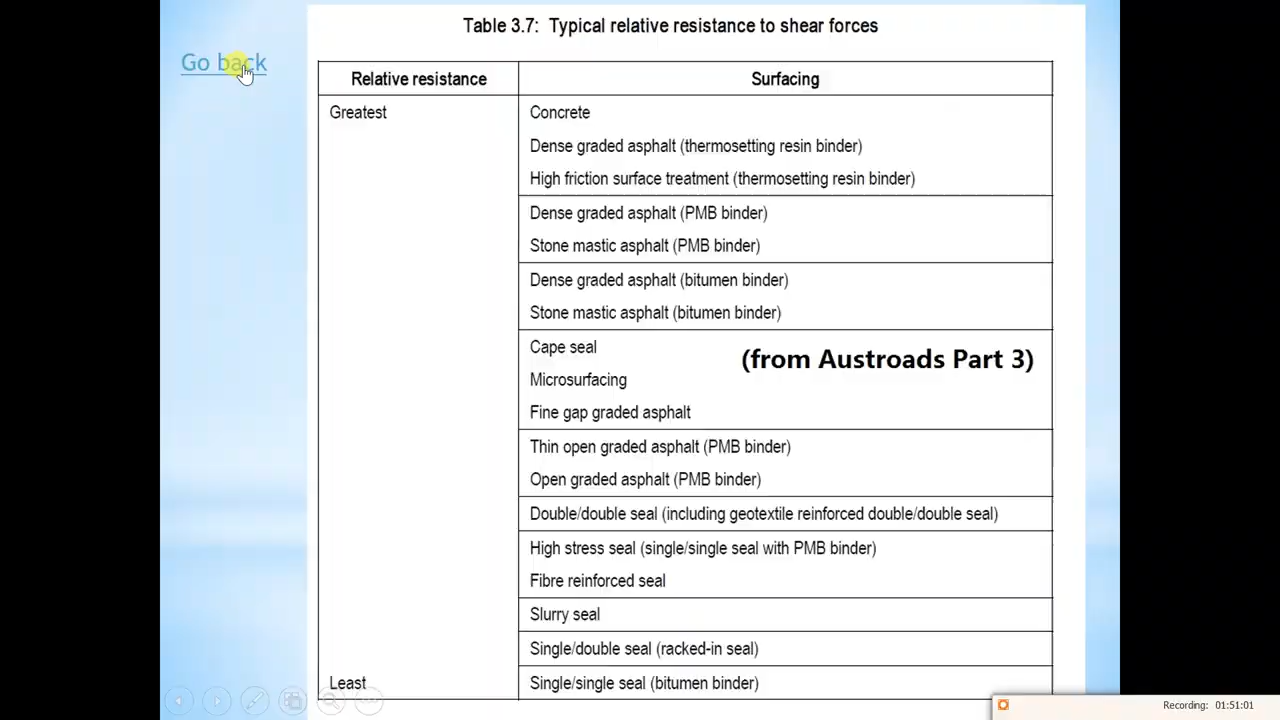 Table 3.7: Typical relative resistance to shear forces
Go back
Relative resistance Surfacing
Greatest Concrete
Dense graded asphalt (thermosetting resin binder)
High friction surface treatment (thermosetting resin binder)
Dense graded asphalt (PMB binder)
Stone mastic asphalt (PMB binder)
Dense graded asphalt (bitumen binder)
Stone mastic asphalt (bitumen binder)
Cape seal
(from Austroads Part 3)
Microsurfacing
Fine gap graded asphalt
Thin open graded asphalt (PMB binder)
Open graded asphalt (PMB binder)
Double/double seal (including geotextile reinforced double/double seal)
High stress seal (single/single seal with PMB binder)
Fibre reinforced seal
Slurry seal
Single/double seal (racked-in seal)
Least Single/single seal (bitumen binder)
Recording: 01:51:01